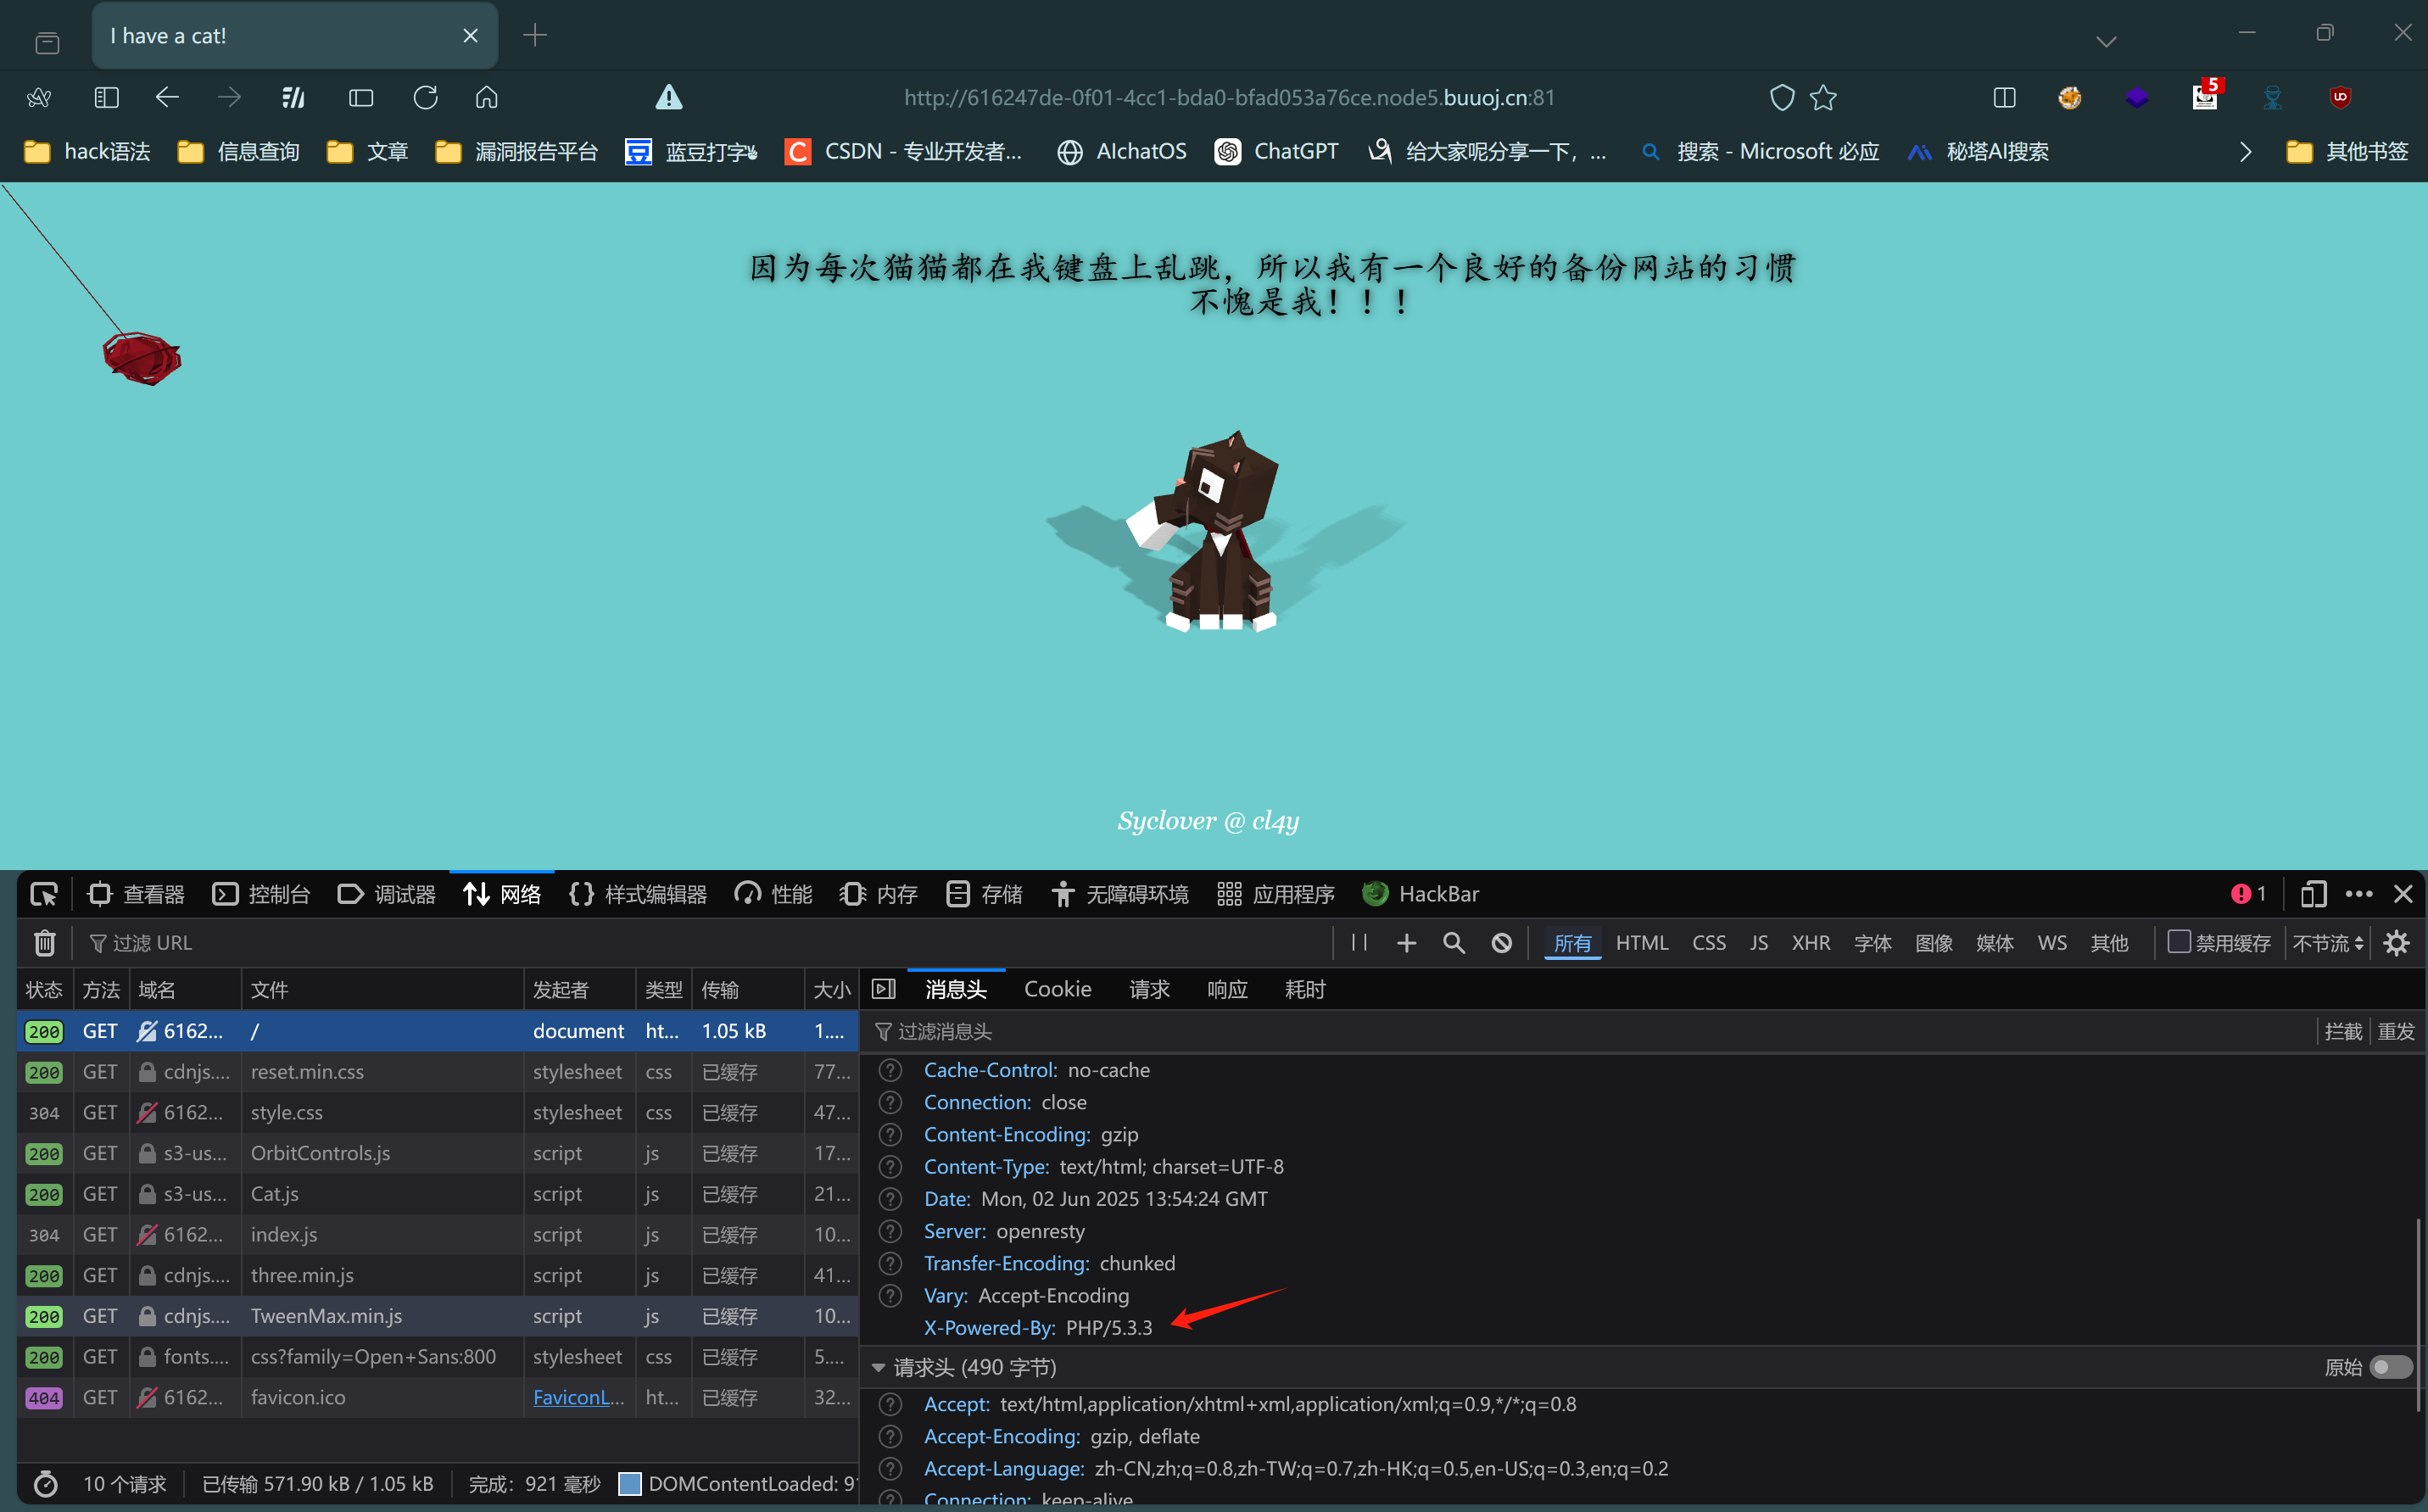 I have a cat!
http://616247de-0f01-4cc1-bda0-bfad053a76ce.node5.buuoj.cn:81
5
hack语法 信息查询 文章 漏洞报告平台 蓝豆打字 CSDN - 专业开发者... AIchatOS ChatGPT 给大家呢分享一下，... 搜索 - Microsoft 必应 秘塔AI搜索 其他书签
因为每次猫猫都在我键盘上乱跳，所以我有一个良好的备份网站的习惯
不愧是我！！！
Syclover @ cl4y
查看器 控制台 调试器 网络 样式编辑器 性能 内存 存储 无障碍环境 应用程序 HackBar 1
过滤 URL 所有 HTML CSS JS XHR 字体 图像 媒体 WS 其他 禁用缓存 不节流
状态 方法 域名 文件 发起者 类型 传输 大小
200 GET 6162... / document ht... 1.05 kB 1....
200 GET cdnjs.... reset.min.css stylesheet css 已缓存 77...
304 GET 6162... style.css stylesheet css 已缓存 47...
200 GET s3-us... OrbitControls.js script js 已缓存 17...
200 GET s3-us... Cat.js script js 已缓存 21...
304 GET 6162... index.js script js 已缓存 10...
200 GET cdnjs.... three.min.js script js 已缓存 41...
200 GET cdnjs.... TweenMax.min.js script js 已缓存 10...
200 GET fonts.... css?family=Open+Sans:800 stylesheet css 已缓存 5....
404 GET 6162... favicon.ico FaviconL... ht... 已缓存 32...
10 个请求 已传输 571.90 kB / 1.05 kB 完成：921 毫秒 DOMContentLoaded: 91
消息头 Cookie 请求 响应 耗时
过滤消息头 拦截 重发
Cache-Control: no-cache
Connection: close
Content-Encoding: gzip
Content-Type: text/html; charset=UTF-8
Date: Mon, 02 Jun 2025 13:54:24 GMT
Server: openresty
Transfer-Encoding: chunked
Vary: Accept-Encoding
X-Powered-By: PHP/5.3.3
请求头 (490 字节) 原始
Accept: text/html,application/xhtml+xml,application/xml;q=0.9,*/*;q=0.8
Accept-Encoding: gzip, deflate
Accept-Language: zh-CN,zh;q=0.8,zh-TW;q=0.7,zh-HK;q=0.5,en-US;q=0.3,en;q=0.2
Connection: keep-alive